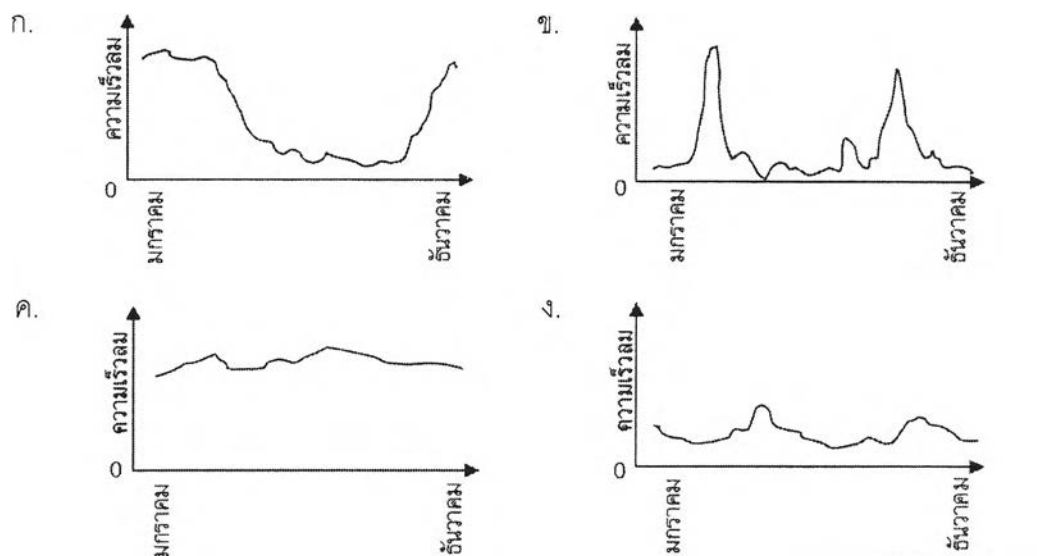 ก.
ความเร็วลม
0
มกราคม
ธันวาคม
ข.
ความเร็วลม
0
มกราคม
ธันวาคม
ค.
ความเร็วลม
0
มกราคม
ธันวาคม
ง.
ความเร็วลม
0
มกราคม
ธันวาคม